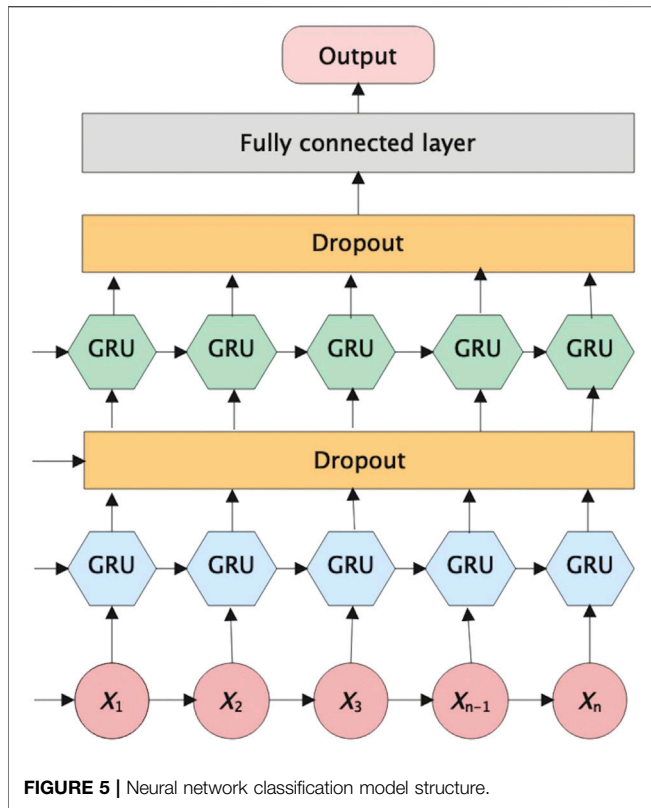 Output
Fully connected layer
Dropout
GRU GRU GRU GRU GRU
Dropout
GRU GRU GRU GRU GRU
X1 X2 X3 Xn-1 Xn
FIGURE 5 | Neural network classification model structure.